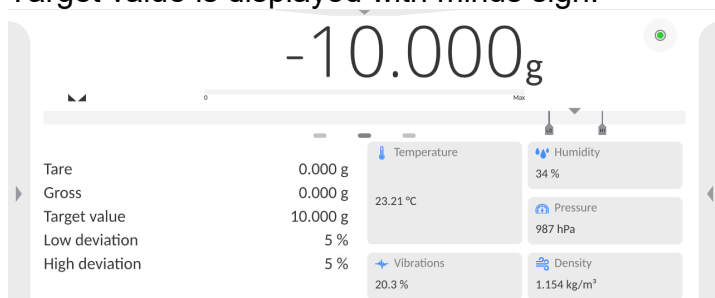 Target value is displayed with minus sign.
-10.000g
0 Max
LO HI
Tare 0.000 g
Gross 0.000 g
Target value 10.000 g
Low deviation 5 %
High deviation 5 %
Temperature
23.21 °C
Humidity
34 %
Pressure
987 hPa
Vibrations
20.3 %
Density
1.154 kg/m³